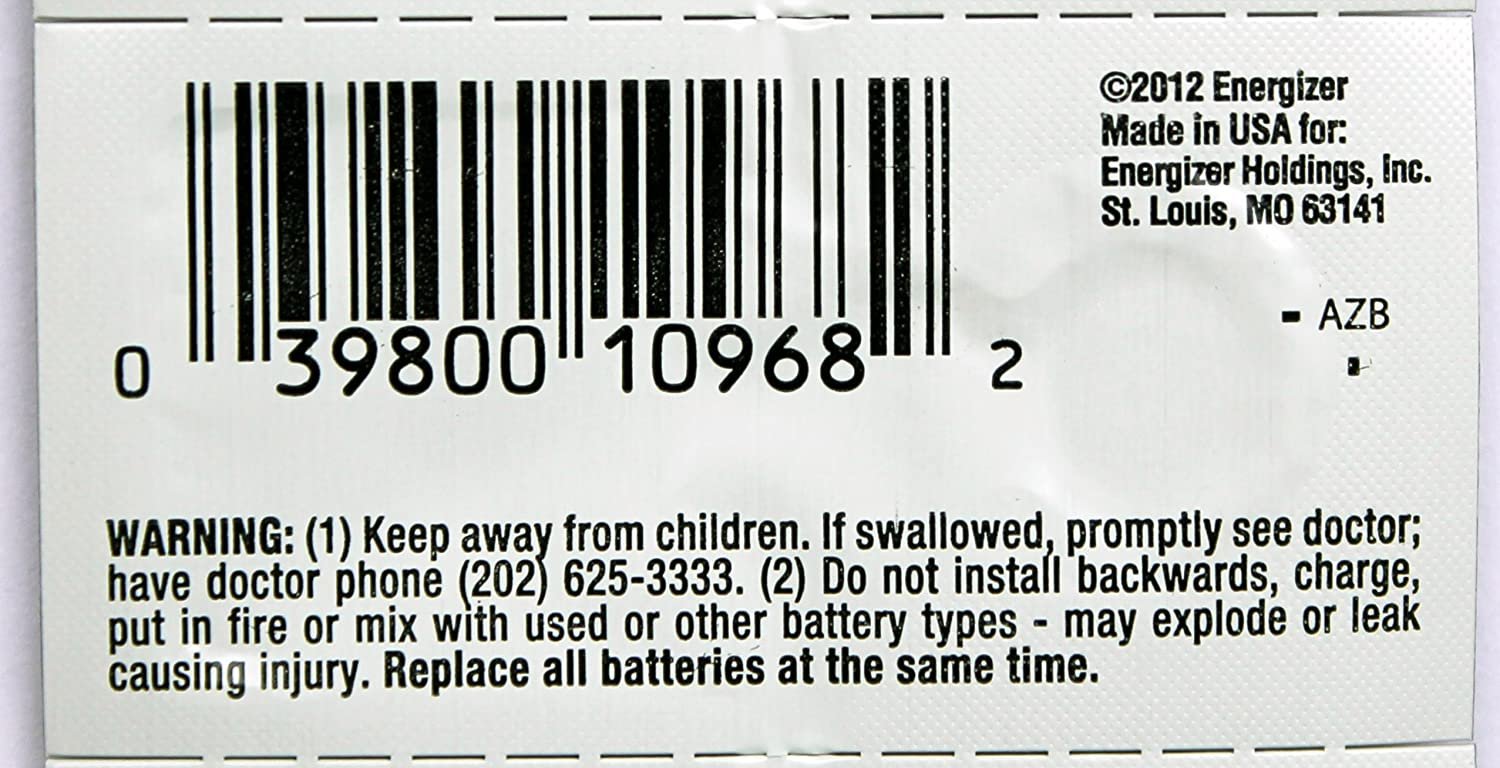 ©2012 Energizer
Made in USA for:
Energizer Holdings, Inc.
St. Louis, MO 63141
- AZB
0 39800 10968 2
WARNING: (1) Keep away from children. If swallowed, promptly see doctor;
have doctor phone (202) 625-3333. (2) Do not install backwards, charge,
put in fire or mix with used or other battery types - may explode or leak
causing injury. Replace all batteries at the same time.